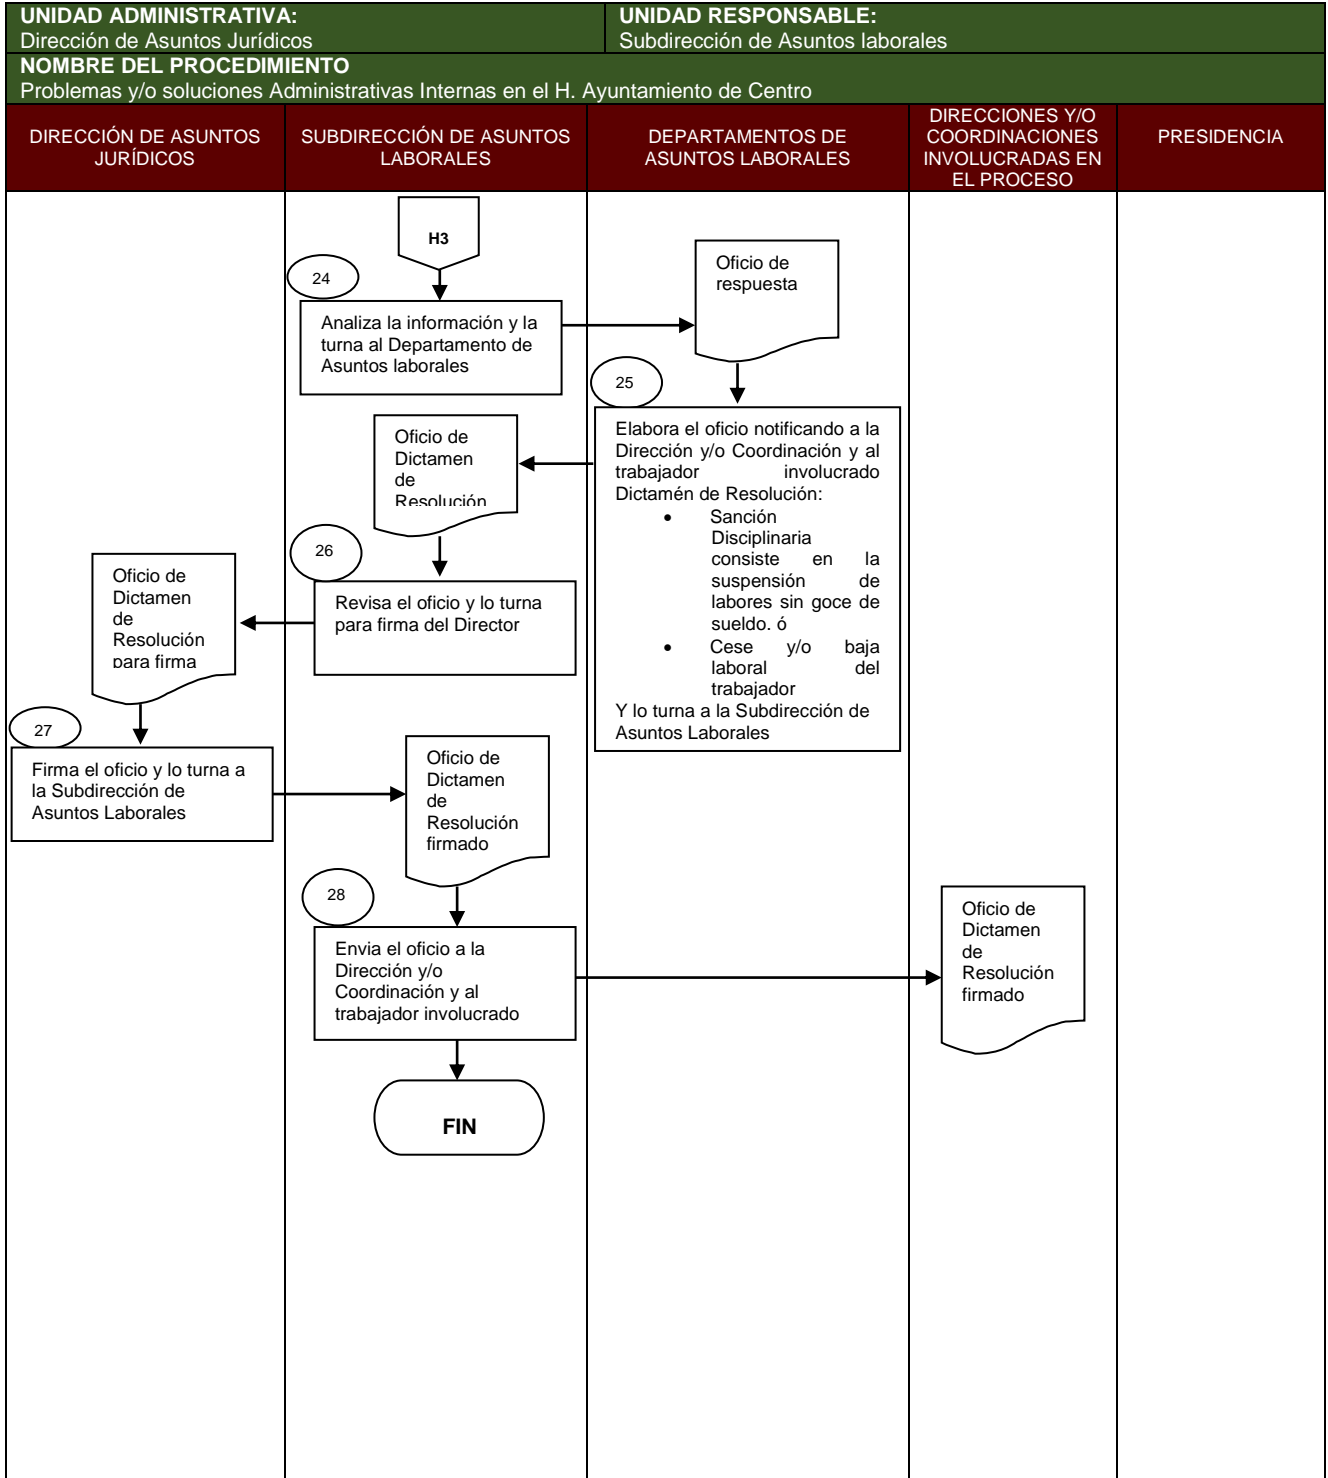 UNIDAD ADMINISTRATIVA:
Dirección de Asuntos Jurídicos
UNIDAD RESPONSABLE:
Subdirección de Asuntos laborales
NOMBRE DEL PROCEDIMIENTO
Problemas y/o soluciones Administrativas Internas en el H. Ayuntamiento de Centro
DIRECCIÓN DE ASUNTOS
JURÍDICOS
SUBDIRECCIÓN DE ASUNTOS
LABORALES
DEPARTAMENTOS DE
ASUNTOS LABORALES
DIRECCIONES Y/O
COORDINACIONES
INVOLUCRADAS EN
EL PROCESO
PRESIDENCIA
H3
24
Analiza la información y la
turna al Departamento de
Asuntos laborales
Oficio de
respuesta
25
Elabora el oficio notificando a la
Dirección y/o Coordinación y al
trabajador involucrado
Dictamén de Resolución:
• Sanción
Disciplinaria
consiste en la
suspensión de
labores sin goce de
sueldo. ó
• Cese y/o baja
laboral del
trabajador
Y lo turna a la Subdirección de
Asuntos Laborales
Oficio de
Dictamen
de
Resolución
26
Revisa el oficio y lo turna
para firma del Director
Oficio de
Dictamen
de
Resolución
para firma
27
Firma el oficio y lo turna a
la Subdirección de
Asuntos Laborales
Oficio de
Dictamen
de
Resolución
firmado
28
Envia el oficio a la
Dirección y/o
Coordinación y al
trabajador involucrado
Oficio de
Dictamen
de
Resolución
firmado
FIN